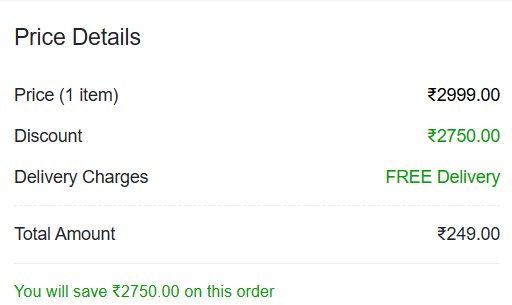 Price Details
Price (1 item) ₹2999.00
Discount ₹2750.00
Delivery Charges FREE Delivery
Total Amount ₹249.00
You will save ₹2750.00 on this order